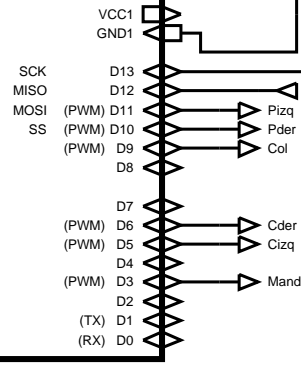 VCC1
GND1
SCK D13
MISO D12
MOSI (PWM) D11 Pizq
SS (PWM) D10 Pder
(PWM) D9 Col
D8
D7
(PWM) D6 Cder
(PWM) D5 Cizq
D4
(PWM) D3 Mand
D2
(TX) D1
(RX) D0